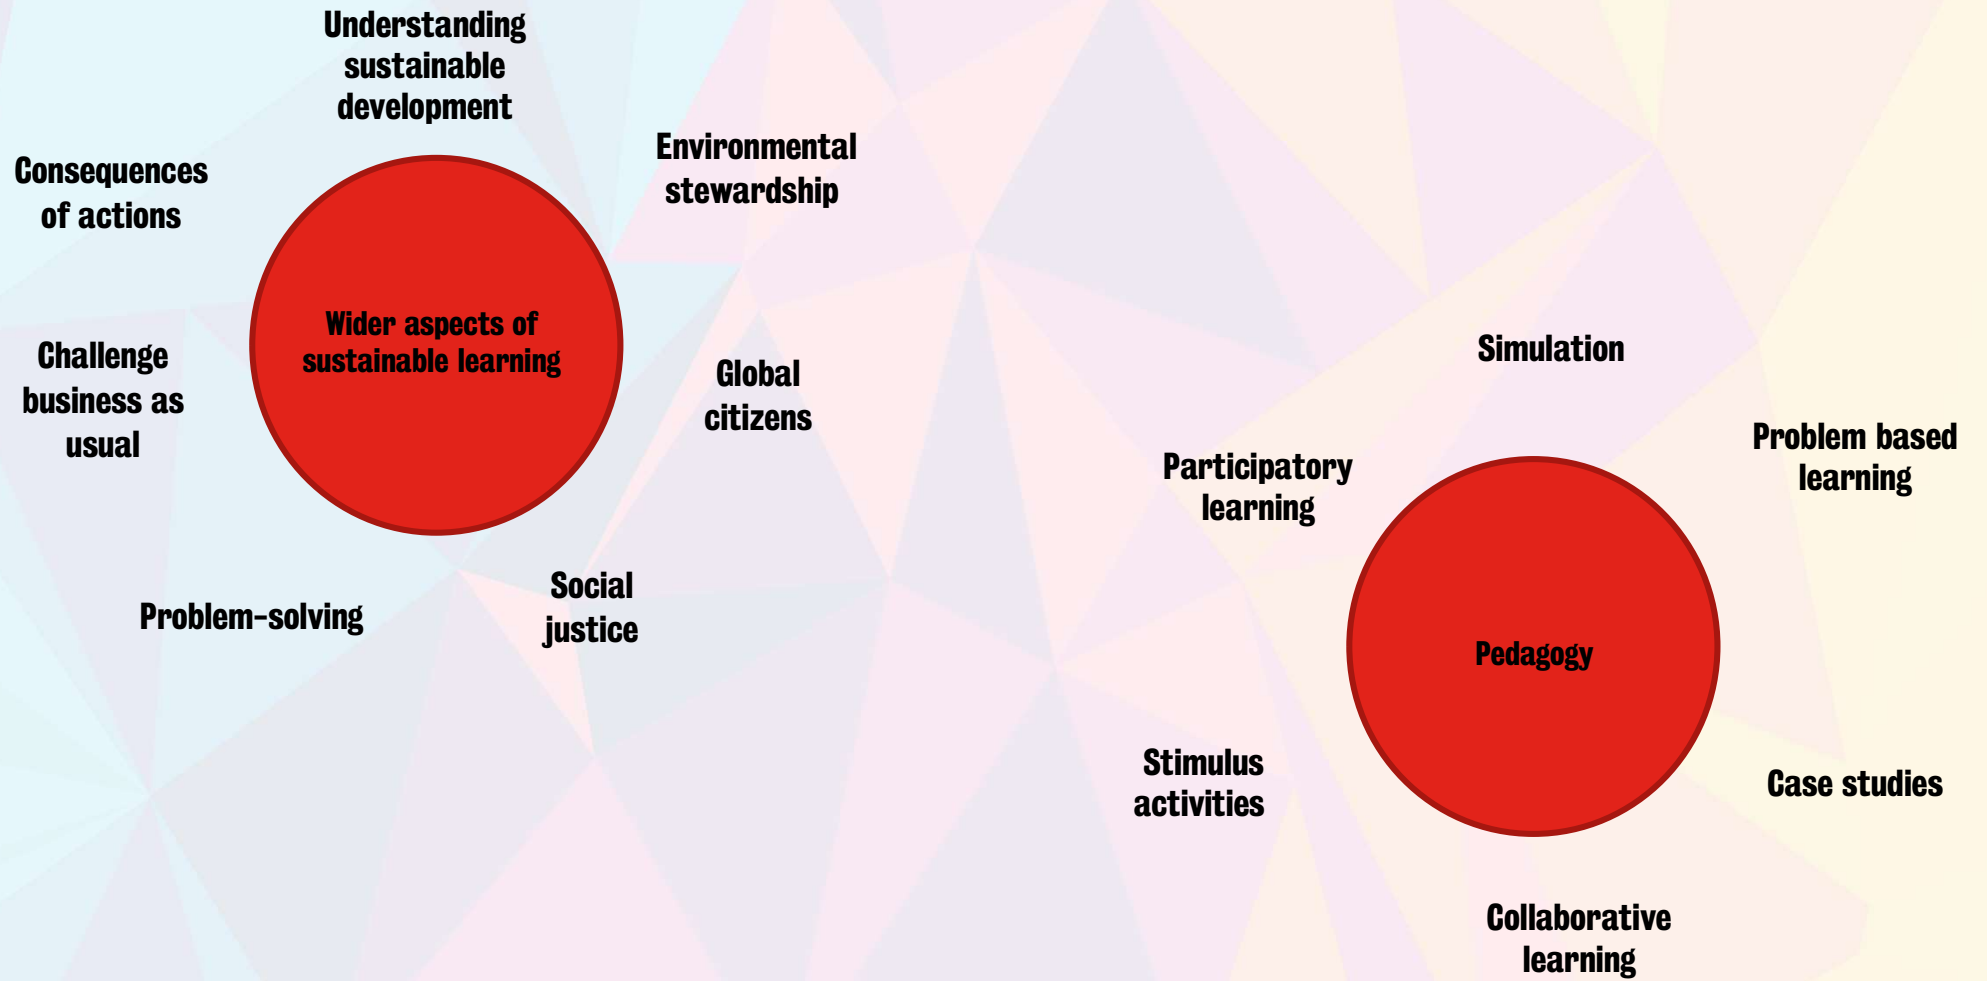 Understanding
sustainable
development
Environmental
stewardship
Consequences
of actions
Wider aspects of
sustainable learning
Challenge
business as
usual
Global
citizens
Problem-solving
Social
justice
Simulation
Problem based
learning
Participatory
learning
Pedagogy
Stimulus
activities
Case studies
Collaborative
learning